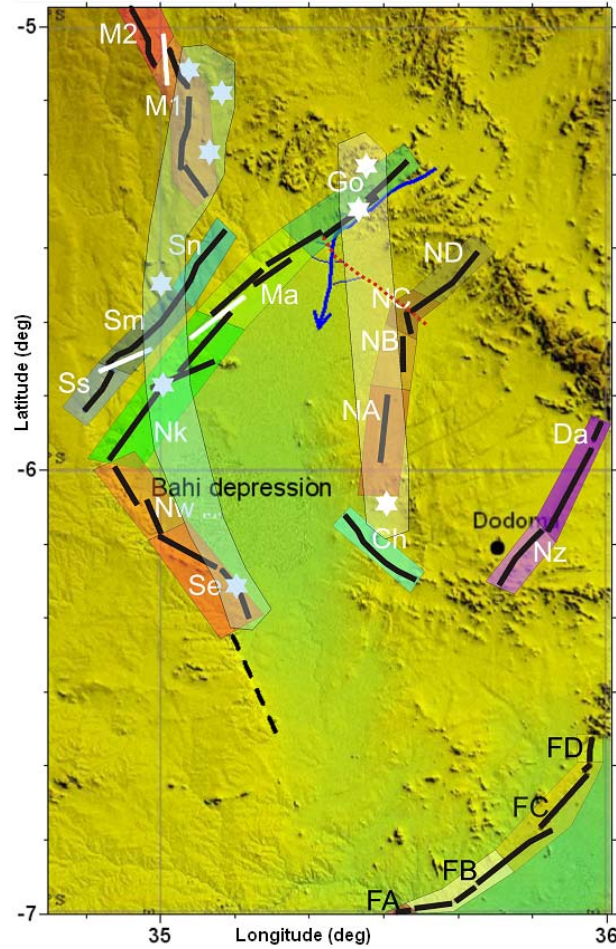 -5
M2
M1
Go
Sn
ND
Ma
NC
Sm
NB
Latitude (deg)
Ss
NA
Nk
Da
-6
S
Bahi depression
Nw
Dodoma
Ch
Nz
Se
FD
FC
FB
FA
-7
S
35
Longitude (deg)
36